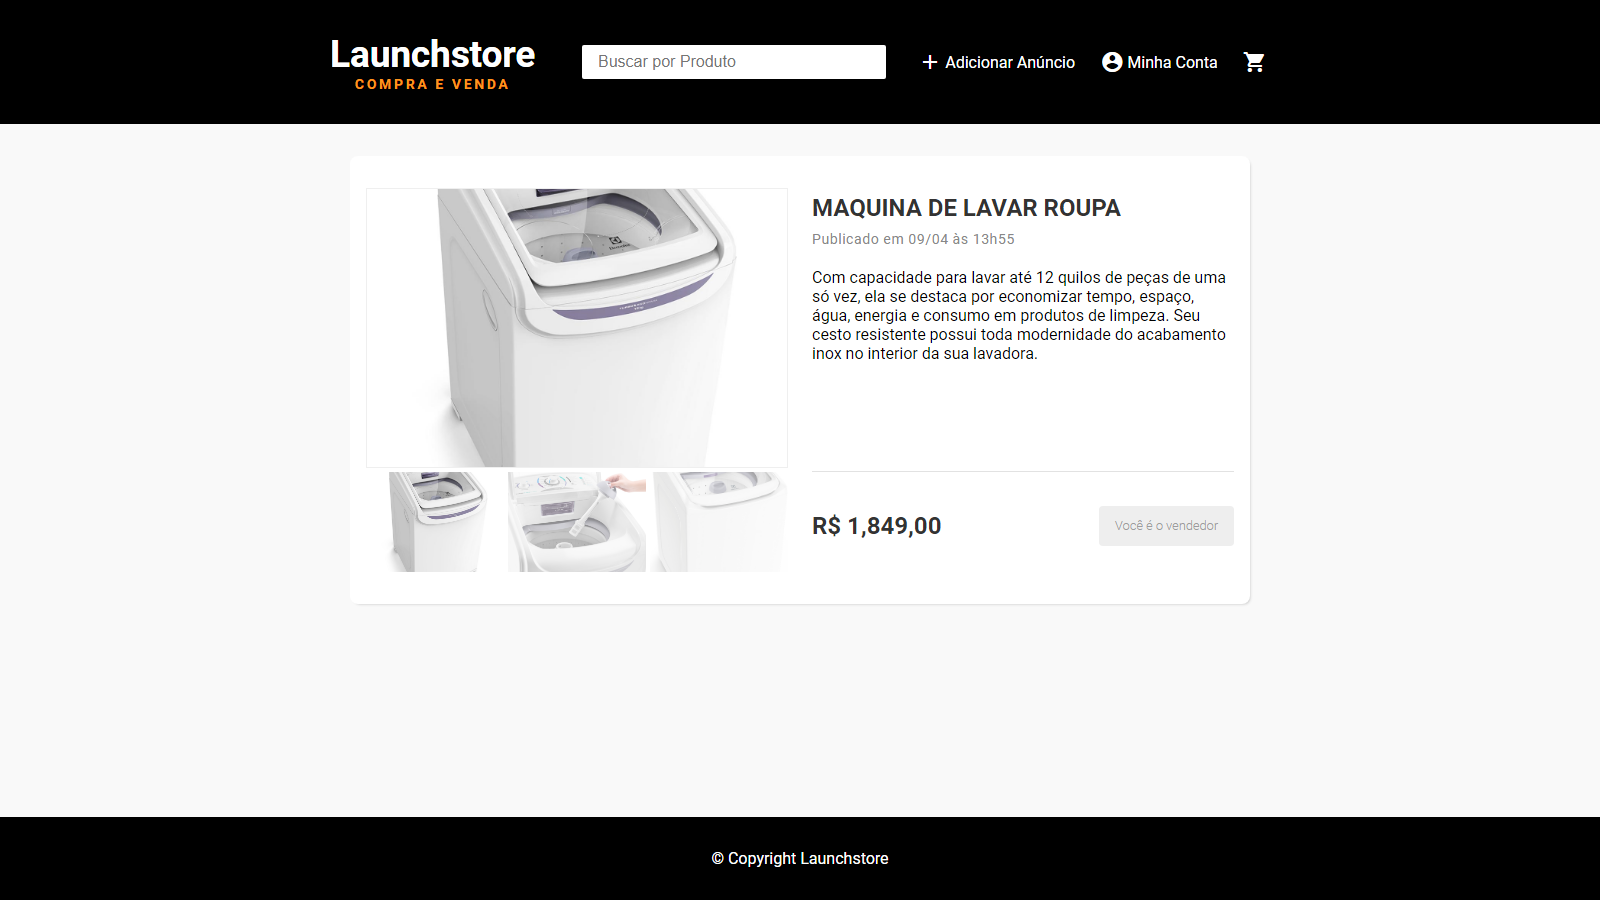 Launchstore
COMPRA E VENDA
Buscar por Produto
Adicionar Anúncio
Minha Conta
MAQUINA DE LAVAR ROUPA
Publicado em 09/04 às 13h55
Com capacidade para lavar até 12 quilos de peças de uma
só vez, ela se destaca por economizar tempo, espaço,
água, energia e consumo em produtos de limpeza. Seu
cesto resistente possui toda modernidade do acabamento
inox no interior da sua lavadora.
Electrolux
R$ 1,849,00
Você é o vendedor
© Copyright Launchstore